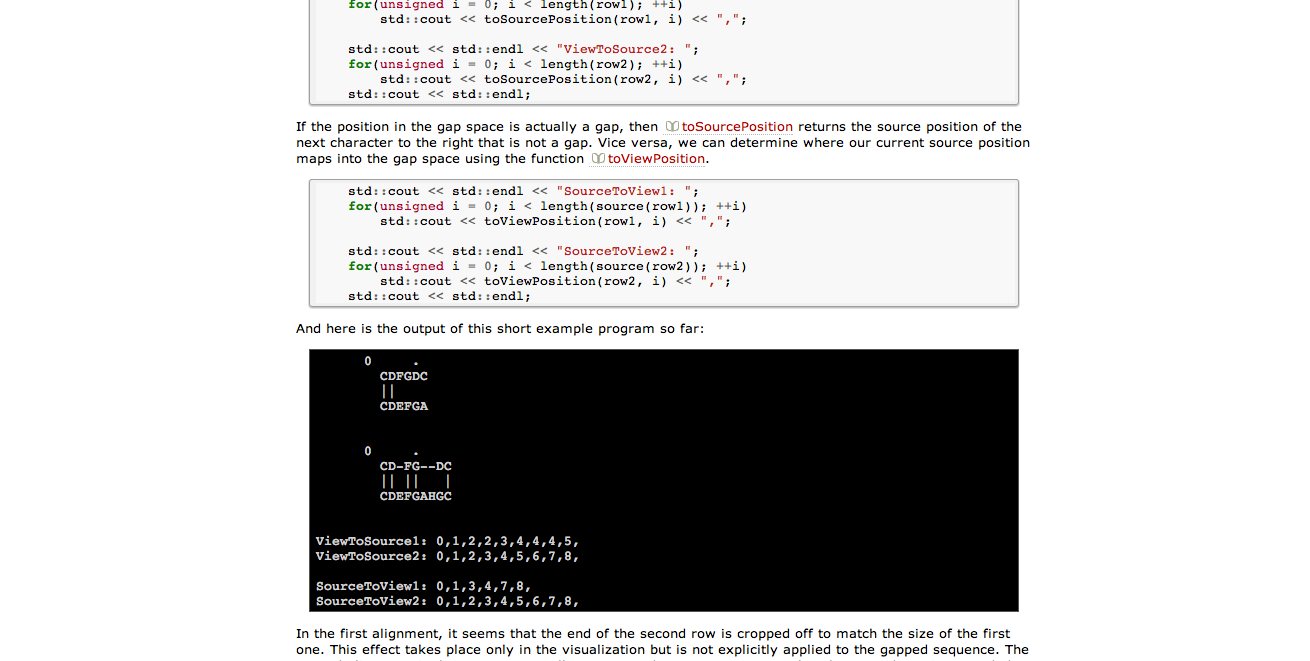 for(unsigned i = 0; i < length(row1); ++i)
std::cout << toSourcePosition(row1, i) << ",";
std::cout << std::endl << "ViewToSource2: ";
for(unsigned i = 0; i < length(row2); ++i)
std::cout << toSourcePosition(row2, i) << ",";
std::cout << std::endl;
If the position in the gap space is actually a gap, then toSourcePosition returns the source position of the
next character to the right that is not a gap. Vice versa, we can determine where our current source position
maps into the gap space using the function toViewPosition.
std::cout << std::endl << "SourceToView1: ";
for(unsigned i = 0; i < length(source(row1)); ++i)
std::cout << toViewPosition(row1, i) << ",";
std::cout << std::endl << "SourceToView2: ";
for(unsigned i = 0; i < length(source(row2)); ++i)
std::cout << toViewPosition(row2, i) << ",";
std::cout << std::endl;
And here is the output of this short example program so far:
0     .
CDFGDC
||
CDEFGA
0     .
CD-FG--DC
|| ||   |
CDEFGAHGC
ViewToSource1: 0,1,2,2,3,4,4,4,5,
ViewToSource2: 0,1,2,3,4,5,6,7,8,
SourceToView1: 0,1,3,4,7,8,
SourceToView2: 0,1,2,3,4,5,6,7,8,
In the first alignment, it seems that the end of the second row is cropped off to match the size of the first
one. This effect takes place only in the visualization but is not explicitly applied to the gapped sequence. The